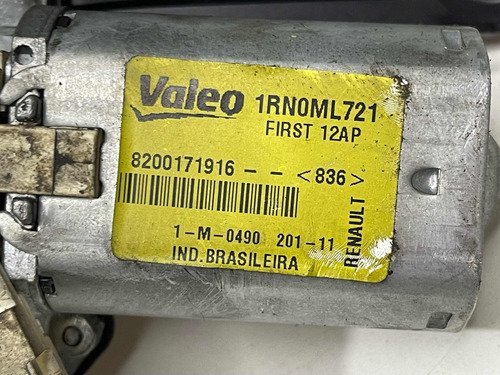 Valeo 1RN0ML721
FIRST 12AP
8200171916 - - <836>
1-M-0490 201-11
IND.BRASILEIRA
RENAULT